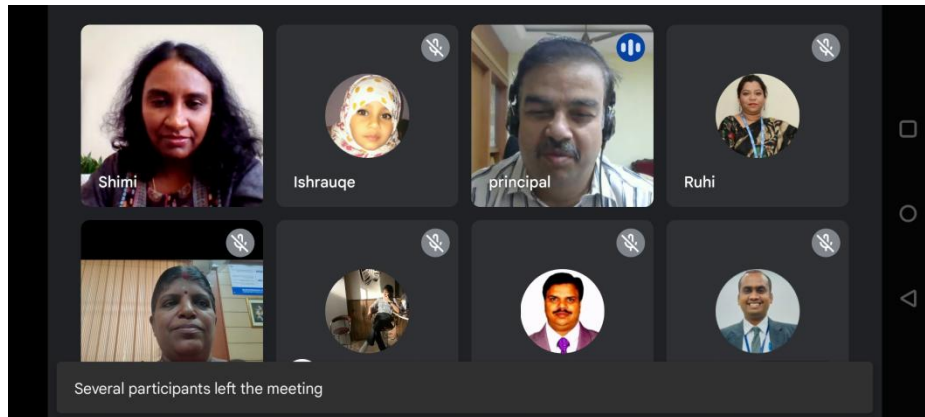 Shimi
Ishrauqe
principal
Ruhi
Several participants left the meeting